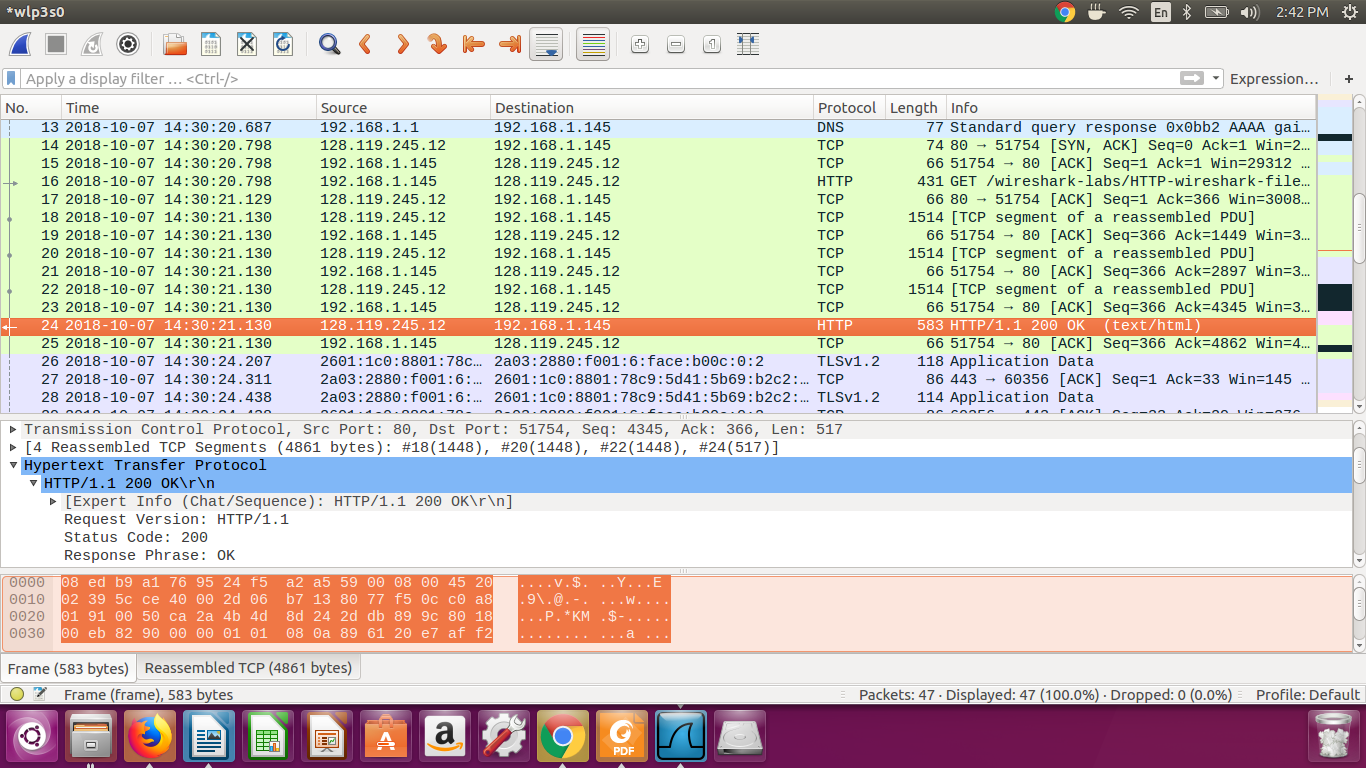 *wlp3s0
En
2:42 PM
Apply a display filter … <Ctrl-/>
Expression…
+
No. Time Source Destination Protocol Length Info
13 2018-10-07 14:30:20.687 192.168.1.1 192.168.1.145 DNS 77 Standard query response 0x0bb2 AAAA gai…
14 2018-10-07 14:30:20.798 128.119.245.12 192.168.1.145 TCP 74 80 → 51754 [SYN, ACK] Seq=0 Ack=1 Win=2…
15 2018-10-07 14:30:20.798 192.168.1.145 128.119.245.12 TCP 66 51754 → 80 [ACK] Seq=1 Ack=1 Win=29312 …
16 2018-10-07 14:30:20.798 192.168.1.145 128.119.245.12 HTTP 431 GET /wireshark-labs/HTTP-wireshark-file…
17 2018-10-07 14:30:21.129 128.119.245.12 192.168.1.145 TCP 66 80 → 51754 [ACK] Seq=1 Ack=366 Win=3008…
18 2018-10-07 14:30:21.130 128.119.245.12 192.168.1.145 TCP 1514 [TCP segment of a reassembled PDU]
19 2018-10-07 14:30:21.130 192.168.1.145 128.119.245.12 TCP 66 51754 → 80 [ACK] Seq=366 Ack=1449 Win=3…
20 2018-10-07 14:30:21.130 128.119.245.12 192.168.1.145 TCP 1514 [TCP segment of a reassembled PDU]
21 2018-10-07 14:30:21.130 192.168.1.145 128.119.245.12 TCP 66 51754 → 80 [ACK] Seq=366 Ack=2897 Win=3…
22 2018-10-07 14:30:21.130 128.119.245.12 192.168.1.145 TCP 1514 [TCP segment of a reassembled PDU]
23 2018-10-07 14:30:21.130 192.168.1.145 128.119.245.12 TCP 66 51754 → 80 [ACK] Seq=366 Ack=4345 Win=3…
24 2018-10-07 14:30:21.130 128.119.245.12 192.168.1.145 HTTP 583 HTTP/1.1 200 OK  (text/html)
25 2018-10-07 14:30:21.130 192.168.1.145 128.119.245.12 TCP 66 51754 → 80 [ACK] Seq=366 Ack=4862 Win=4…
26 2018-10-07 14:30:24.207 2601:1c0:8801:78c… 2a03:2880:f001:6:face:b00c:0:2 TLSv1.2 118 Application Data
27 2018-10-07 14:30:24.311 2a03:2880:f001:6:… 2601:1c0:8801:78c9:5d41:5b69:b2c2:… TCP 86 443 → 60356 [ACK] Seq=1 Ack=33 Win=145 …
28 2018-10-07 14:30:24.438 2a03:2880:f001:6:… 2601:1c0:8801:78c9:5d41:5b69:b2c2:… TLSv1.2 114 Application Data
Transmission Control Protocol, Src Port: 80, Dst Port: 51754, Seq: 4345, Ack: 366, Len: 517
[4 Reassembled TCP Segments (4861 bytes): #18(1448), #20(1448), #22(1448), #24(517)]
Hypertext Transfer Protocol
HTTP/1.1 200 OK\r\n
[Expert Info (Chat/Sequence): HTTP/1.1 200 OK\r\n]
Request Version: HTTP/1.1
Status Code: 200
Response Phrase: OK
0000 08 ed b9 a1 76 95 24 f5 a2 a5 59 00 08 00 45 20 ....v.$. ..Y...E
0010 02 39 5c ce 40 00 2d 06 b7 13 80 77 f5 0c c0 a8 .9\.@.-. ...w....
0020 01 91 00 50 ca 2a 4b 4d 8d 24 2d db 89 9c 80 18 ...P.*KM .$-.....
0030 00 eb 82 90 00 00 01 01 08 0a 89 61 20 e7 af f2 ........ ...a ...
Frame (583 bytes) Reassembled TCP (4861 bytes)
Frame (frame), 583 bytes
Packets: 47 · Displayed: 47 (100.0%) · Dropped: 0 (0.0%)
Profile: Default
PDF